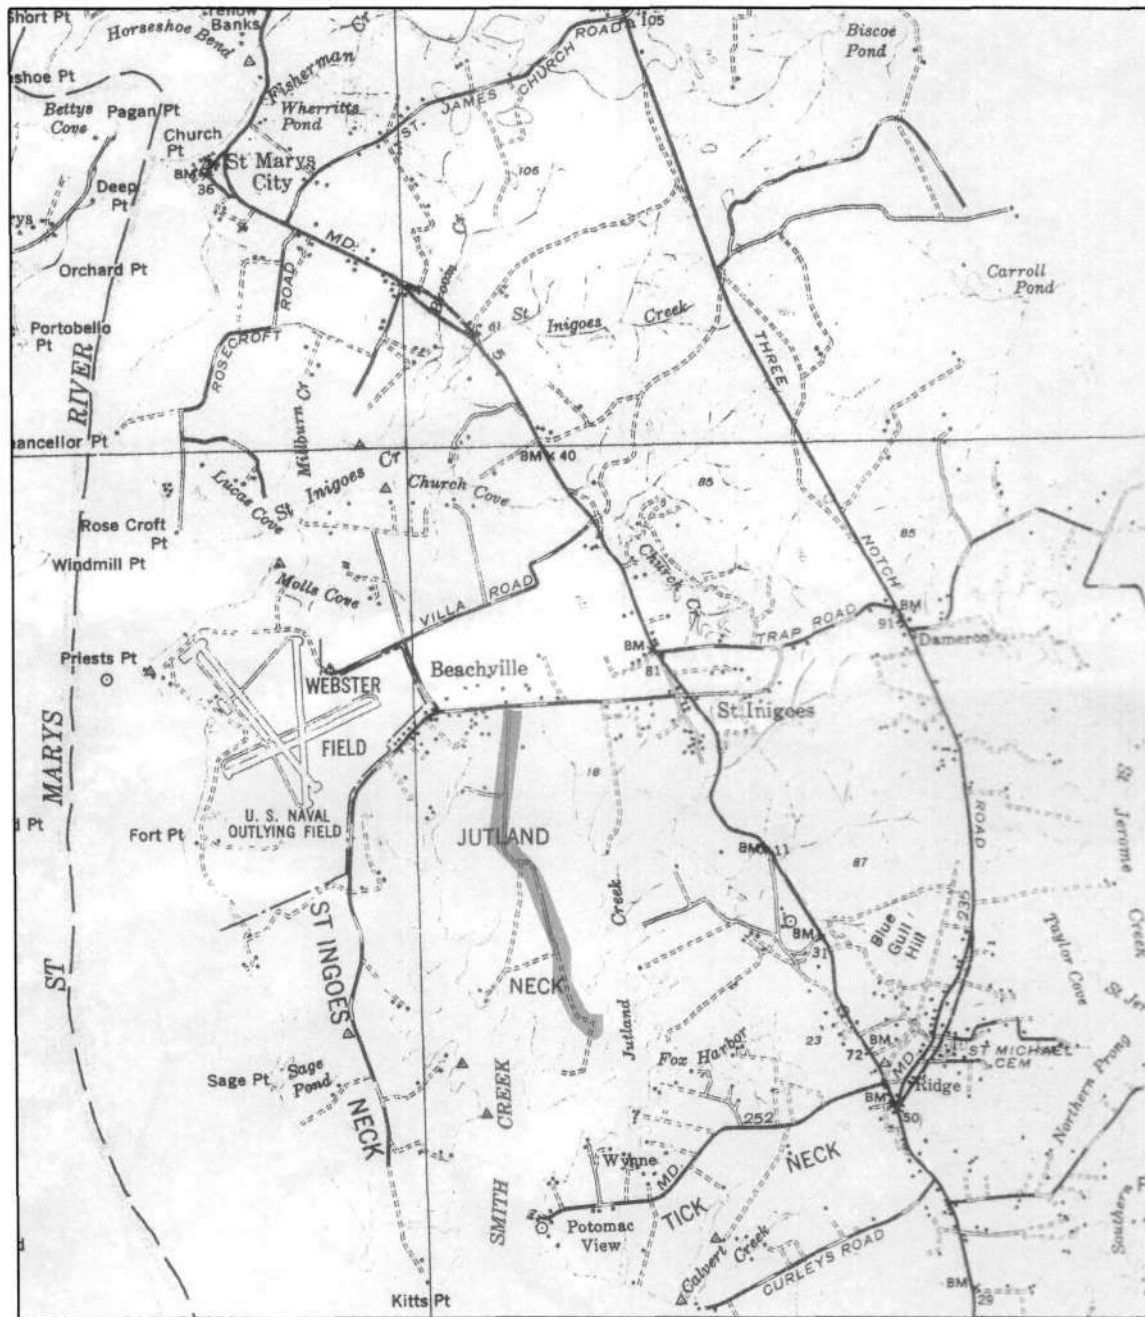 Short Pt
Banks
Horseshoe Bend
Cr
105
Biscoe
Pond
Fisherman
ROAD
CHURCH
JAMES
ST.
Bettys
Cove
Pagan Pt
Wherritts
Pond
Church
Pt
St Marys
City
BM
36
106
Deep
Pt
MD.
Cr
Broom
Orchard Pt
ROAD
Carroll
Pond
Portobello
Pt
ROSECROFT
61
St
Inigoes
Creek
5
THREE
RIVER
Millburn Cr
BM X 40
Lucas Cove
St
Inigoes
Cr
Church Cove
85
NOTCH
85
Rose Croft
Pt
Windmill Pt
Molls Cove
VILLA ROAD
Church
Cr
TRAP ROAD
BM
91
Dameron
Priests Pt
WEBSTER
Beachville
BM
81
St Inigoes
FIELD
MARYS
18
U. S. NAVAL
OUTLYING FIELD
Fort Pt
JUTLAND
BM X 11
87
ROAD
St Jerome
Creek
Creek
ST INGOES
235
Blue
Gull
Hill
BM
31
Taylor Cove
ST
NECK
Jutland
Fox Harbor
23
BM
72
MD
ST MICHAEL
CEM
Sage Pt
Sage
Pond
Ridge
BM
50
Northern Prong
NECK
SMITH
CREEK
252
NECK
Wynne
MD.
TICK
Potomac
View
Calvert
Creek
CURLEYS ROAD
Southern
BM
29
Kitts Pt